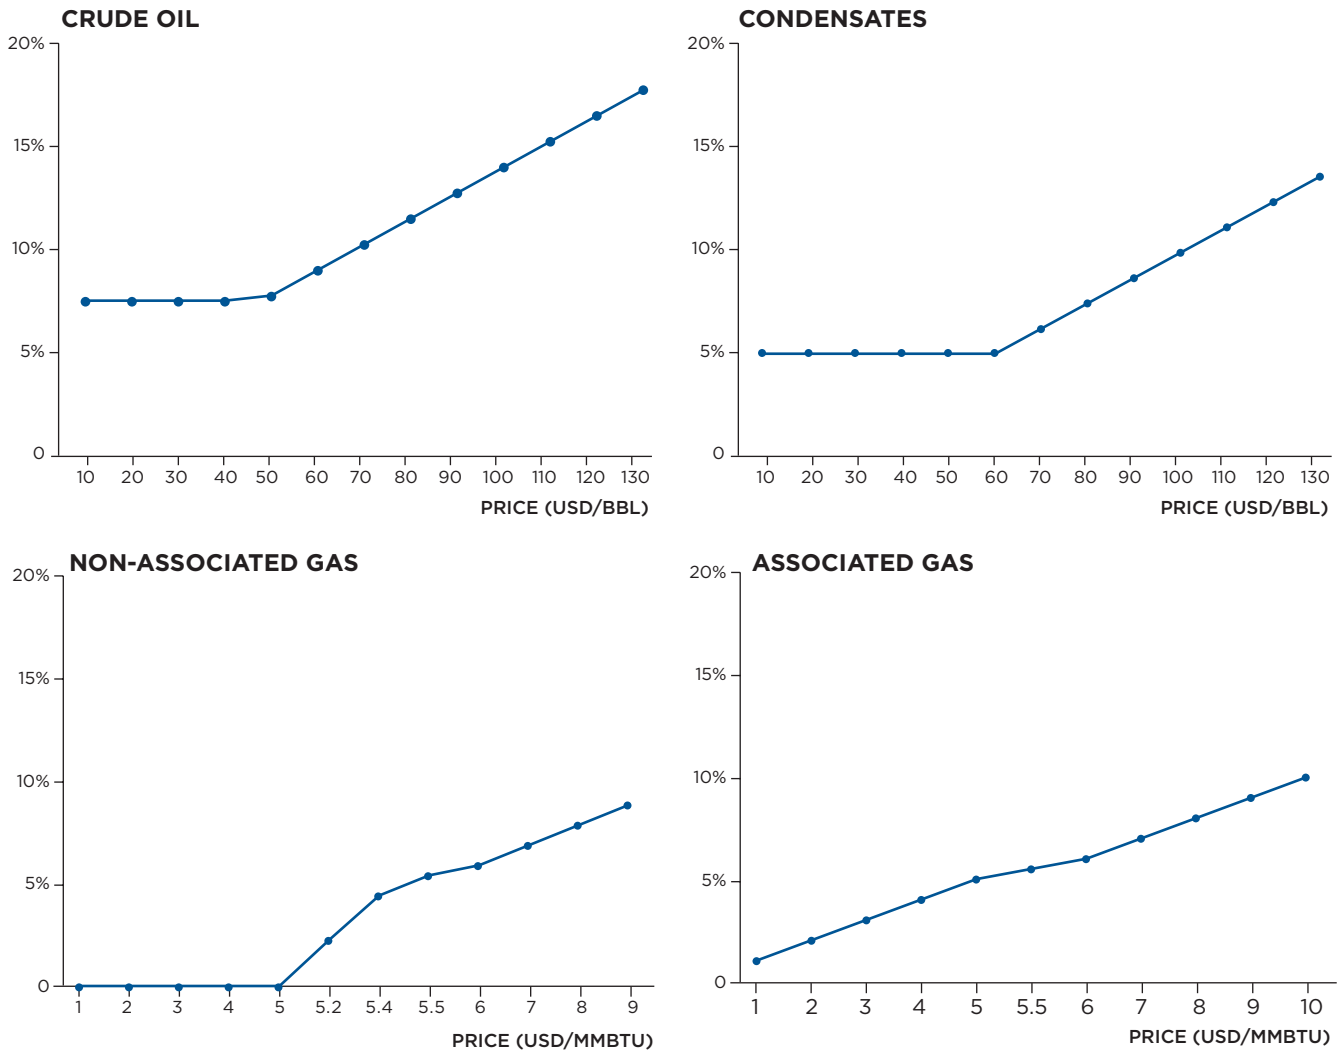 CRUDE OIL
20%
15%
10%
5%
0
10 20 30 40 50 60 70 80 90 100 110 120 130
PRICE (USD/BBL)
CONDENSATES
20%
15%
10%
5%
0
10 20 30 40 50 60 70 80 90 100 110 120 130
PRICE (USD/BBL)
NON-ASSOCIATED GAS
20%
15%
10%
5%
0
1 2 3 4 5 5.2 5.4 5.5 6 7 8 9
PRICE (USD/MMBTU)
ASSOCIATED GAS
20%
15%
10%
5%
0
1 2 3 4 5 5.5 6 7 8 9 10
PRICE (USD/MMBTU)